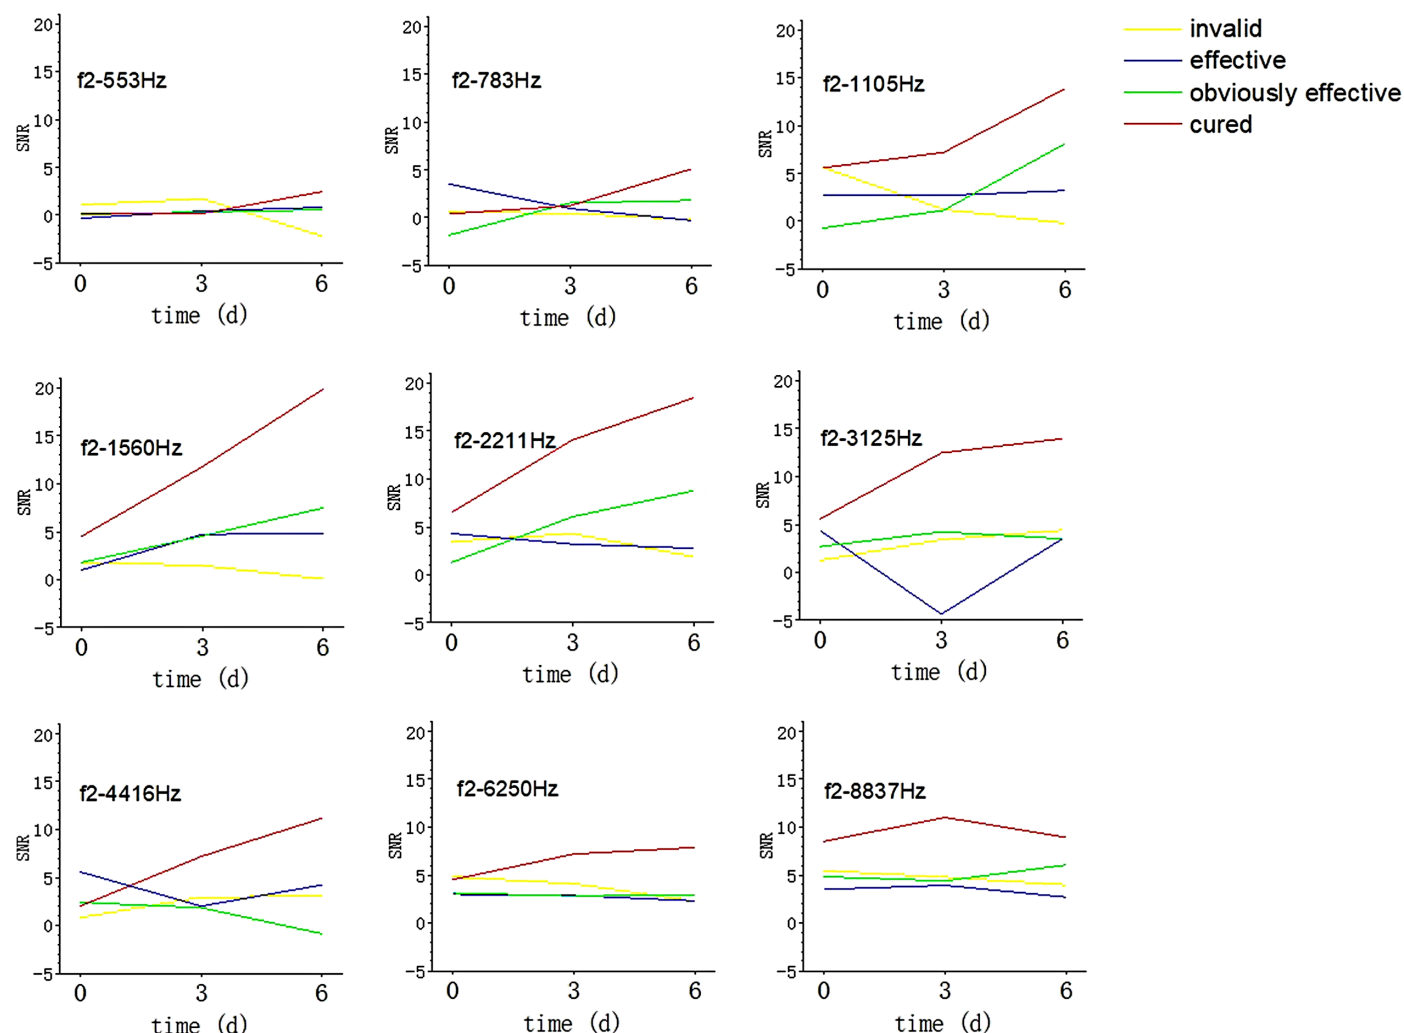 f2-553Hz
20
15
10
5
0
-5
SNR
0 3 6
time (d)
f2-783Hz
20
15
10
5
0
-5
SNR
0 3 6
time (d)
f2-1105Hz
20
15
10
5
0
-5
SNR
0 3 6
time (d)
invalid
effective
obviously effective
cured
f2-1560Hz
20
15
10
5
0
-5
SNR
0 3 6
time (d)
f2-2211Hz
20
15
10
5
0
-5
SNR
0 3 6
time (d)
f2-3125Hz
20
15
10
5
0
-5
SNR
0 3 6
time (d)
f2-4416Hz
20
15
10
5
0
-5
SNR
0 3 6
time (d)
f2-6250Hz
20
15
10
5
0
-5
SNR
0 3 6
time (d)
f2-8837Hz
20
15
10
5
0
-5
SNR
0 3 6
time (d)